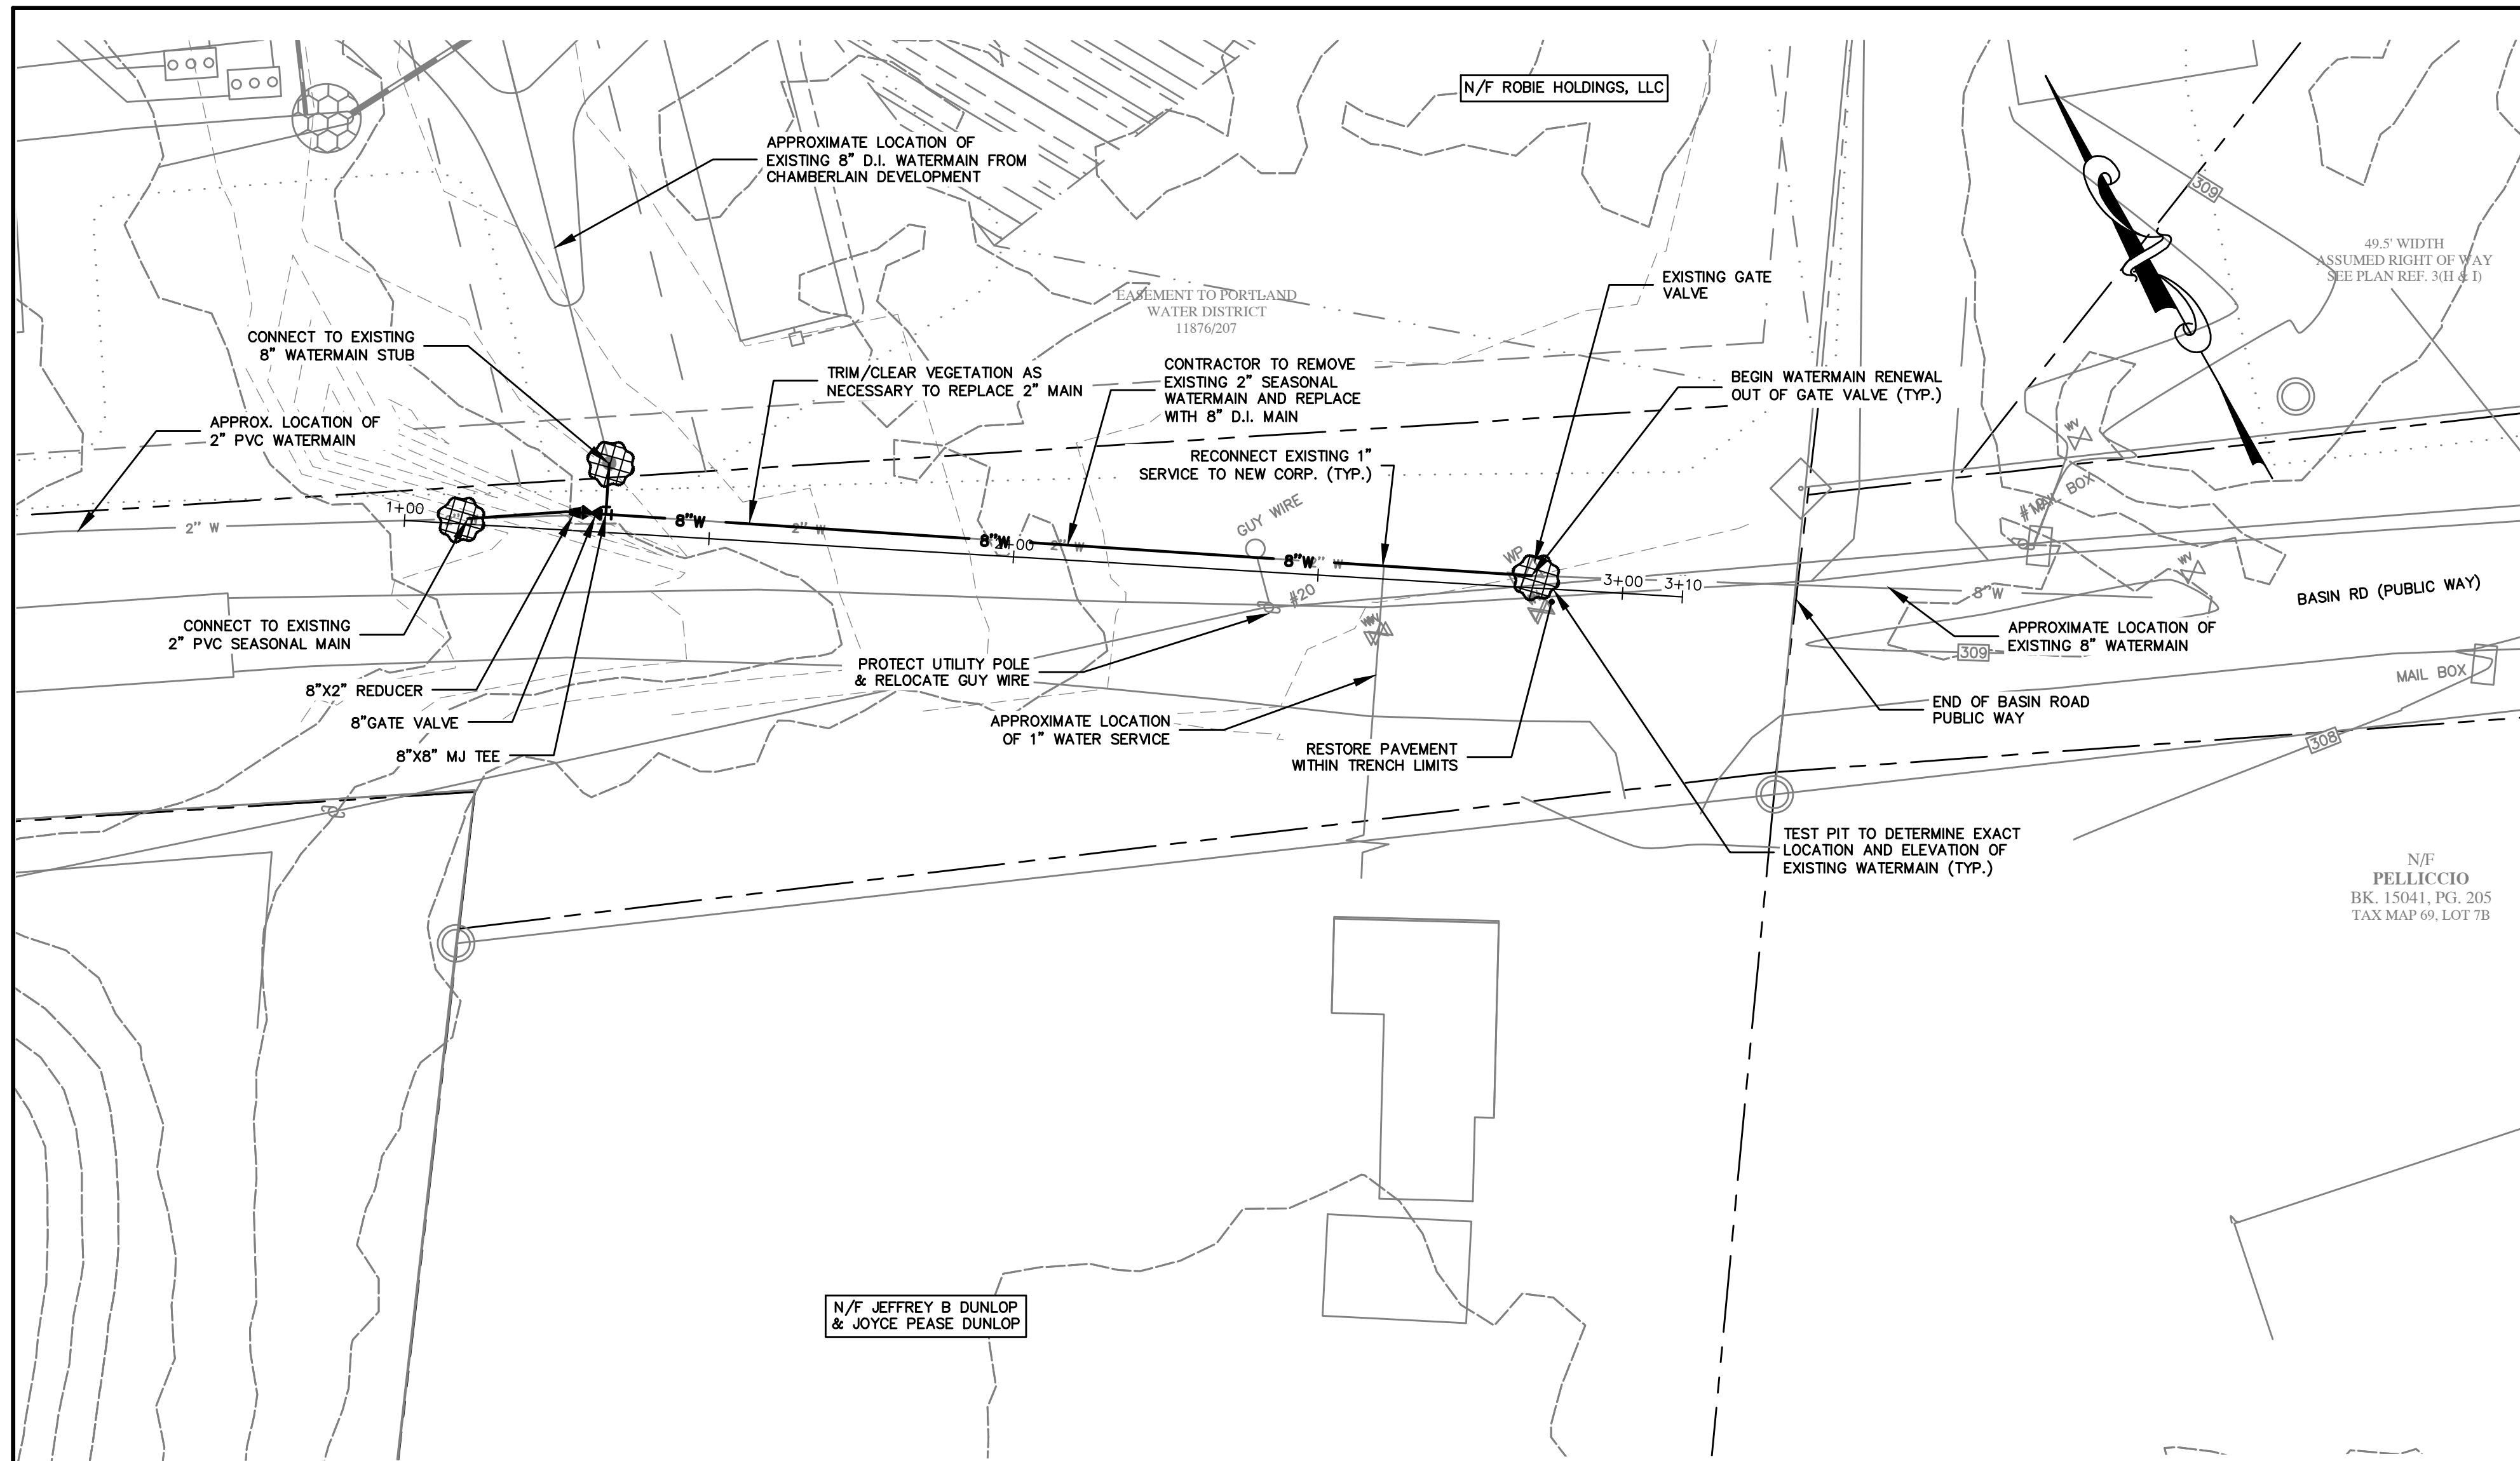 N/F ROBIE HOLDINGS, LLC
APPROXIMATE LOCATION OF
EXISTING 8" D.I. WATERMAIN FROM
CHAMBERLAIN DEVELOPMENT
309
49.5' WIDTH
ASSUMED RIGHT OF WAY
SEE PLAN REF. 3(H & I)
EXISTING GATE
VALVE
EASEMENT TO PORTLAND
WATER DISTRICT
11876/207
CONNECT TO EXISTING
8" WATERMAIN STUB
TRIM/CLEAR VEGETATION AS
NECESSARY TO REPLACE 2" MAIN
CONTRACTOR TO REMOVE
EXISTING 2" SEASONAL
WATERMAIN AND REPLACE
WITH 8" D.I. MAIN
BEGIN WATERMAIN RENEWAL
OUT OF GATE VALVE (TYP.)
APPROX. LOCATION OF
2" PVC WATERMAIN
RECONNECT EXISTING 1"
SERVICE TO NEW CORP. (TYP.)
WV
MAIL BOX
GUY WIRE
1+00
2" W
8"W
2" W
8"W
2+00
2" W
8"W
WP
3+00
3+10
8"W
WV
BASIN RD (PUBLIC WAY)
#20
WV
CONNECT TO EXISTING
2" PVC SEASONAL MAIN
APPROXIMATE LOCATION OF
EXISTING 8" WATERMAIN
309
PROTECT UTILITY POLE
& RELOCATE GUY WIRE
MAIL BOX
8"X2" REDUCER
8"GATE VALVE
8"X8" MJ TEE
APPROXIMATE LOCATION
OF 1" WATER SERVICE
RESTORE PAVEMENT
WITHIN TRENCH LIMITS
END OF BASIN ROAD
PUBLIC WAY
308
TEST PIT TO DETERMINE EXACT
LOCATION AND ELEVATION OF
EXISTING WATERMAIN (TYP.)
N/F
PELLICCIO
BK. 15041, PG. 205
TAX MAP 69, LOT 7B
N/F JEFFREY B DUNLOP
& JOYCE PEASE DUNLOP